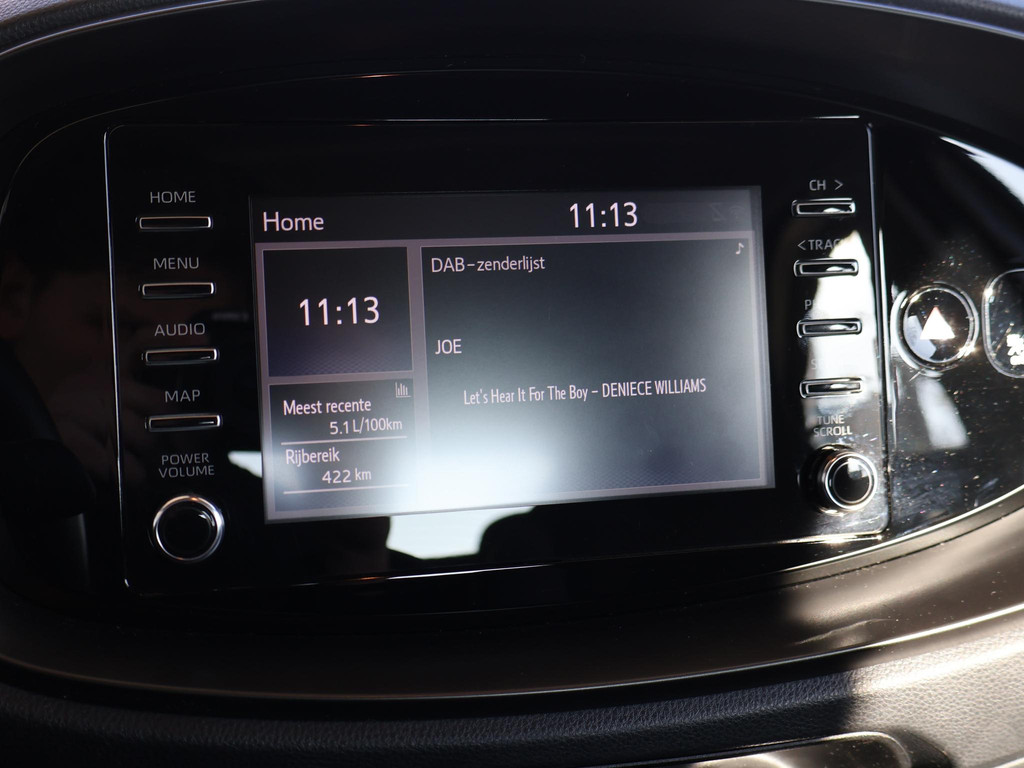 HOME
MENU
AUDIO
MAP
POWER
VOLUME
Home
11:13
11:13
Meest recente
5.1 L/100km
Rijbereik
422 km
DAB-zenderlijst
JOE
Let's Hear It For The Boy - DENIECE WILLIAMS
CH >
TUNE
SCROLL